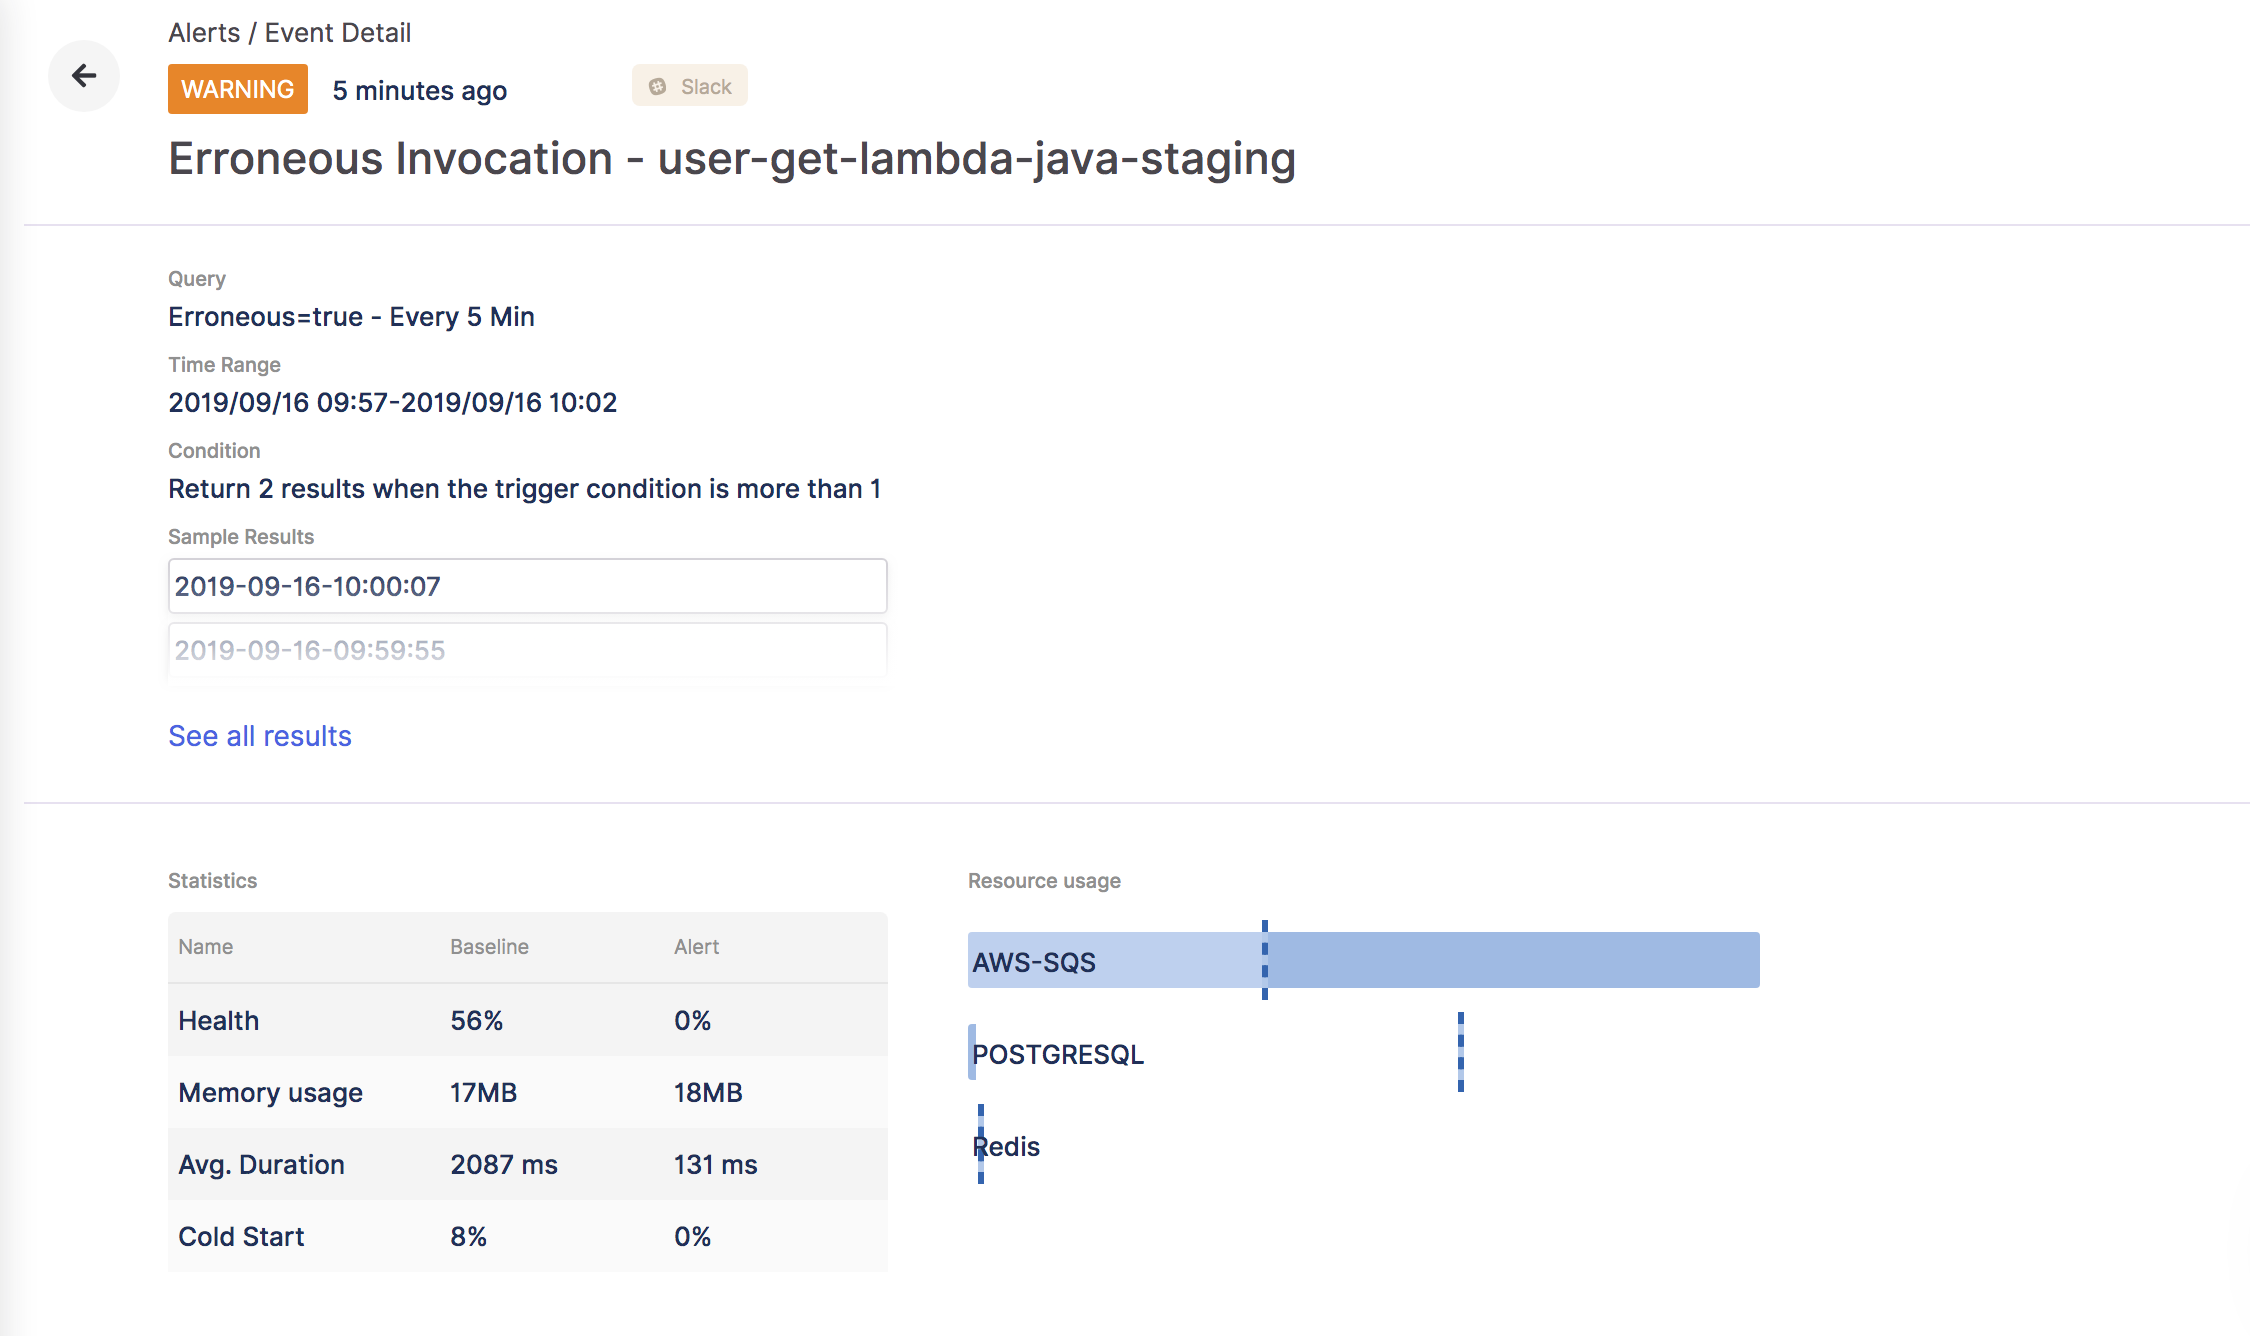 Alerts / Event Detail
WARNING 5 minutes ago Slack
Erroneous Invocation - user-get-lambda-java-staging
Query
Erroneous=true - Every 5 Min
Time Range
2019/09/16 09:57-2019/09/16 10:02
Condition
Return 2 results when the trigger condition is more than 1
Sample Results
2019-09-16-10:00:07
2019-09-16-09:59:55
See all results
Statistics
Name Baseline Alert
Health 56% 0%
Memory usage 17MB 18MB
Avg. Duration 2087 ms 131 ms
Cold Start 8% 0%
Resource usage
AWS-SQS
POSTGRESQL
Redis